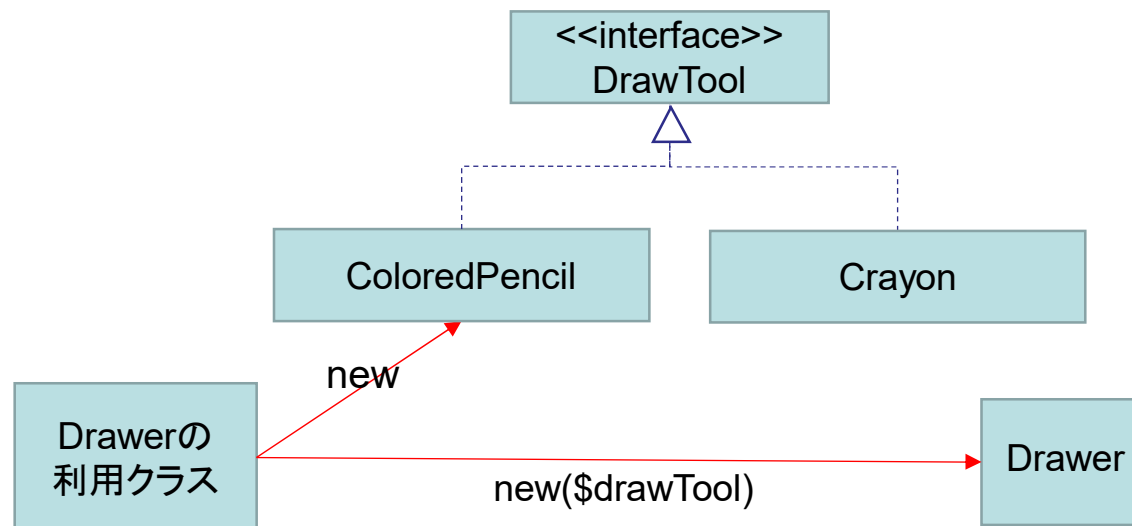 <<interface>>
DrawTool
ColoredPencil
Crayon
new
Drawerの
利用クラス
Drawer
new($drawTool)